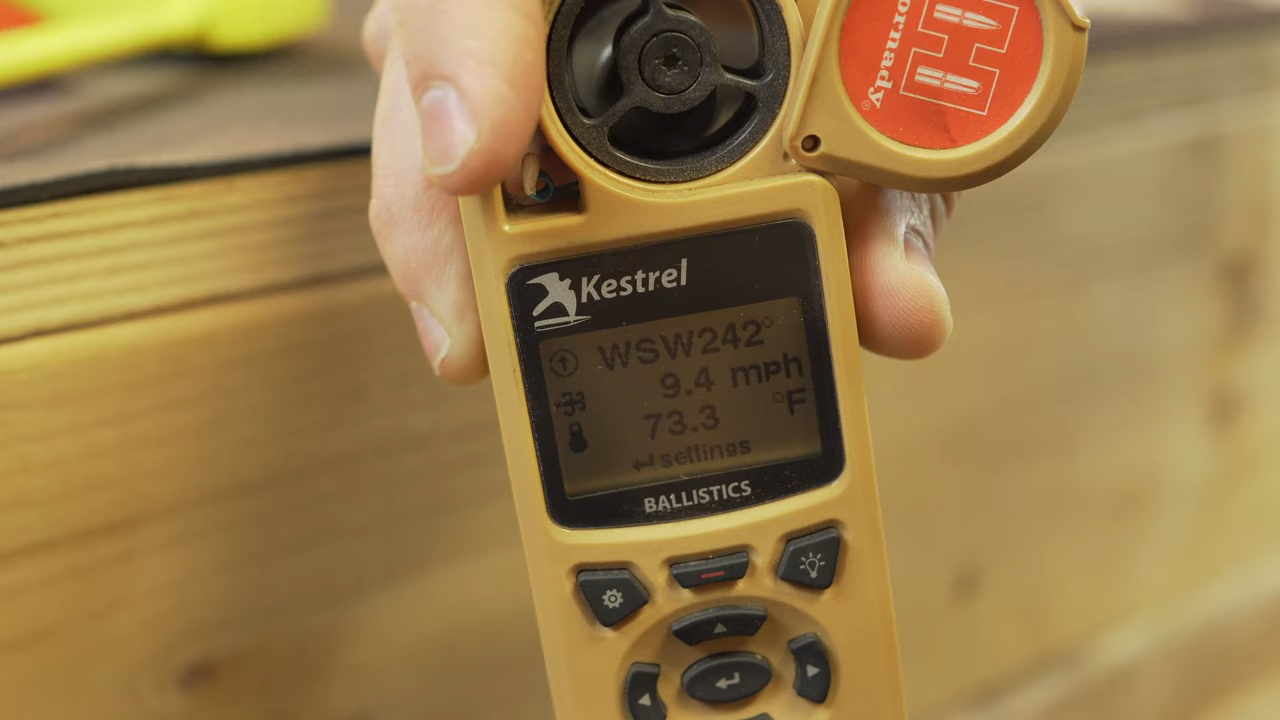 ornady®
H
Kestrel
WSW242°
9.4 mph
73.3 °F
settings
BALLISTICS